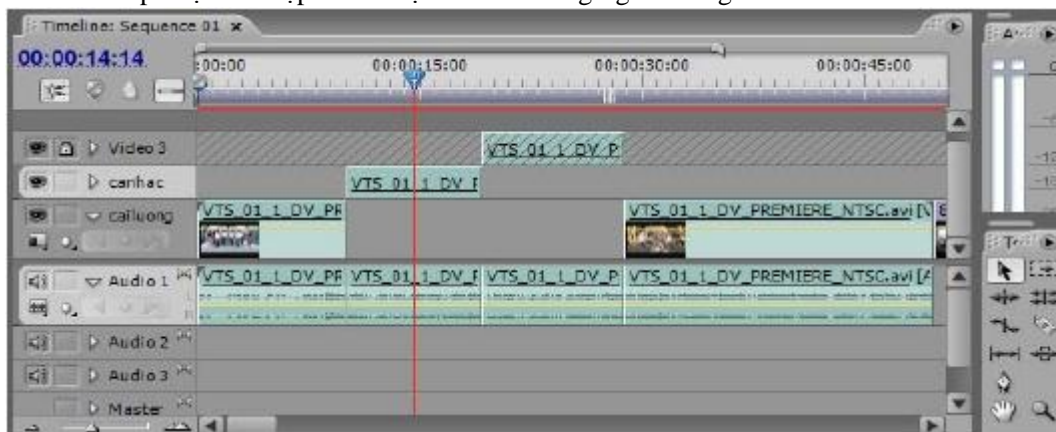 Timeline: Sequence 01
00:00:14:14
:00:00
00:00:15:00
00:00:30:00
00:00:45:00
Video 3
VTS_01_1_DV_P
canhac
VTS_01_1_DV_F
cailuong
VTS_01_1_DV_PR
VTS_01_1_DV_PREMIERE_NTSC.avi [V
Audio 1
VTS_01_1_DV_PR
VTS_01_1_DV_F
VTS_01_1_DV_P
VTS_01_1_DV_PREMIERE_NTSC.avi [A
Audio 2
Audio 3
Master